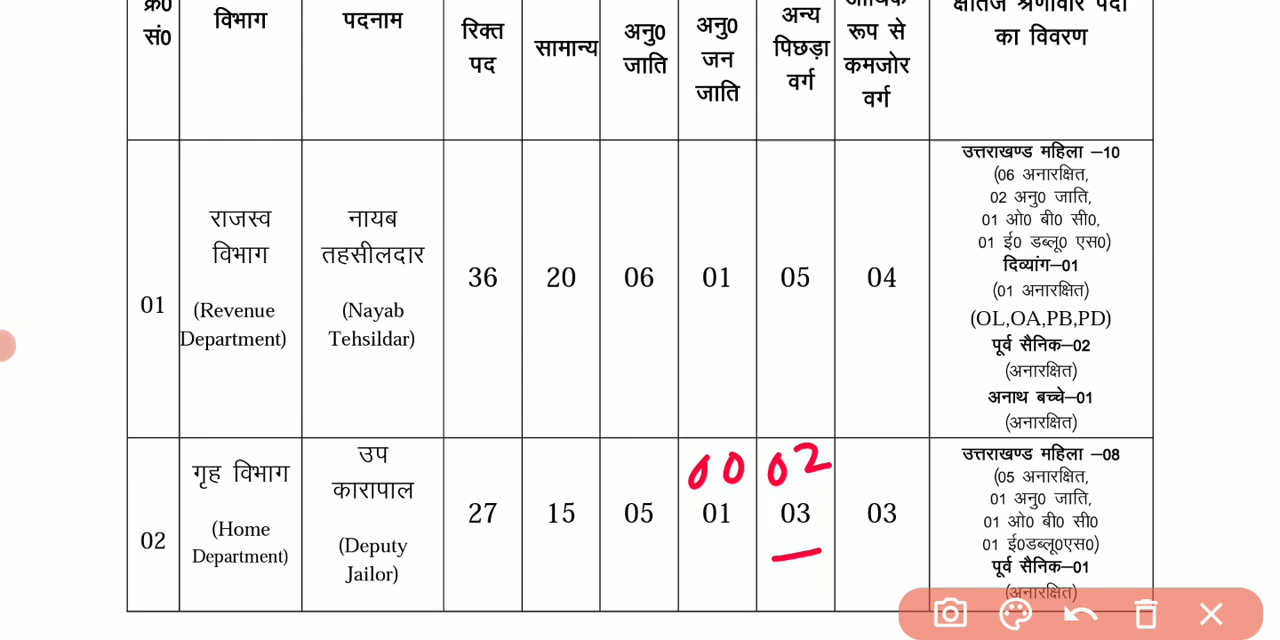 क्र0
सं0
विभाग
पदनाम
रिक्त
पद
सामान्य
अनु0
जाति
अनु0
जन
जाति
अन्य
पिछड़ा
वर्ग
आर्थिक
रूप से
कमजोर
वर्ग
क्षैतिज श्रेणीवार पदों
का विवरण
01
राजस्व
विभाग
(Revenue
Department)
नायब
तहसीलदार
(Nayab
Tehsildar)
36
20
06
01
05
04
उत्तराखण्ड महिला –10
(06 अनारक्षित,
02 अनु0 जाति,
01 ओ0 बी0 सी0,
01 ई0 डब्लू0 एस0)
दिव्यांग–01
(01 अनारक्षित)
(OL,OA,PB,PD)
पूर्व सैनिक–02
(अनारक्षित)
अनाथ बच्चे–01
(अनारक्षित)
02
गृह विभाग
(Home
Department)
उप
कारापाल
(Deputy
Jailor)
27
15
05
00
01
02
03
03
उत्तराखण्ड महिला –08
(05 अनारक्षित,
01 अनु0 जाति,
01 ओ0 बी0 सी0
01 ई0डब्लू0एस0)
पूर्व सैनिक–01
(अनारक्षित)